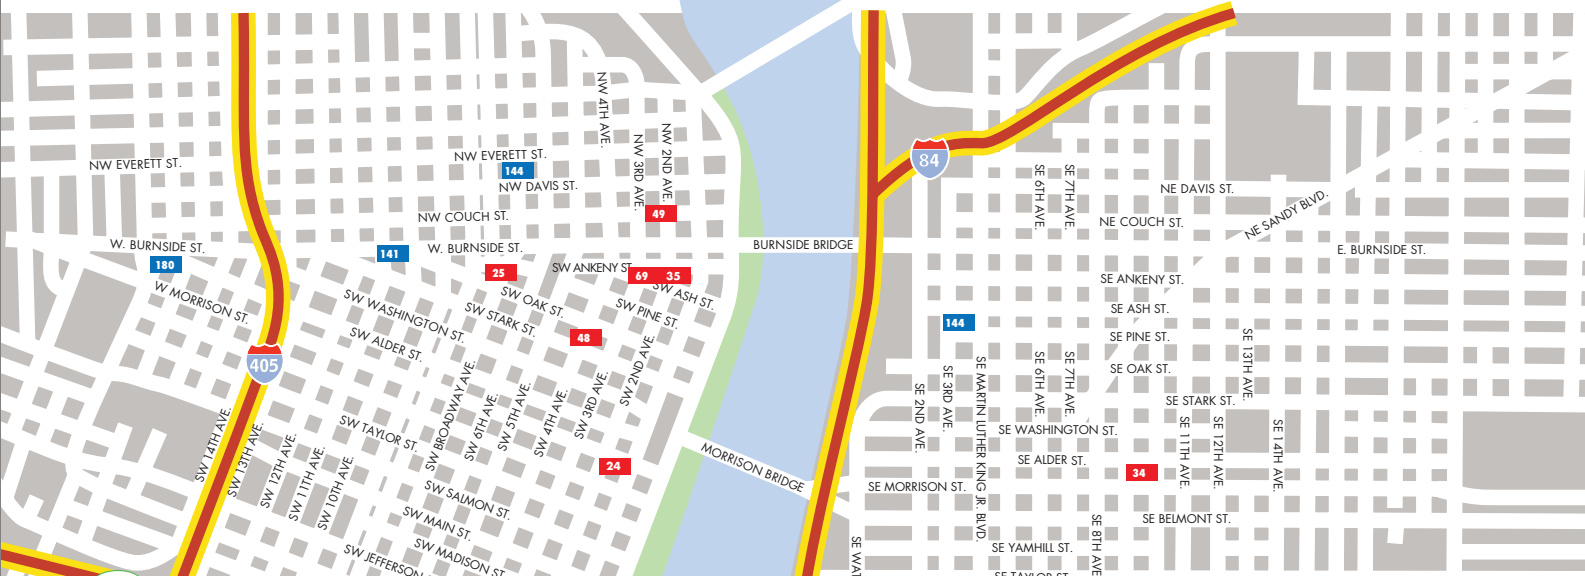 NW 4TH AVE.
NW 3RD AVE.
NW 2ND AVE.
NW EVERETT ST.
NW EVERETT ST.
144
NW DAVIS ST.
NW COUCH ST.
49
W. BURNSIDE ST.
141
W. BURNSIDE ST.
BURNSIDE BRIDGE
180
25
SW ANKENY ST.
69
35
W MORRISON ST.
SW WASHINGTON ST.
SW OAK ST.
SW ASH ST.
SW STARK ST.
SW PINE ST.
SW ALDER ST.
48
405
SW 2ND AVE.
SW BROADWAY AVE.
SW 6TH AVE.
SW 5TH AVE.
SW 4TH AVE.
SW 3RD AVE.
SW 14TH AVE.
SW 13TH AVE.
SW 12TH AVE.
SW 11TH AVE.
SW 10TH AVE.
SW TAYLOR ST.
24
MORRISON BRIDGE
SW SALMON ST.
SW MAIN ST.
SW MADISON ST.
SW JEFFERSON
84
SE 6TH AVE.
SE 7TH AVE.
NE DAVIS ST.
NE COUCH ST.
NE SANDY BLVD.
E. BURNSIDE ST.
SE ANKENY ST.
SE ASH ST.
144
SE PINE ST.
SE OAK ST.
SE 13TH AVE.
SE 2ND AVE.
SE 3RD AVE.
SE MARTIN LUTHER KING JR. BLVD.
SE 6TH AVE.
SE 7TH AVE.
SE STARK ST.
SE WASHINGTON ST.
SE 11TH AVE.
SE 12TH AVE.
SE 14TH AVE.
SE ALDER ST.
34
SE MORRISON ST.
SE BELMONT ST.
SE 8TH AVE
SE YAMHILL ST.
SE WAT
SE TAYLOR ST.